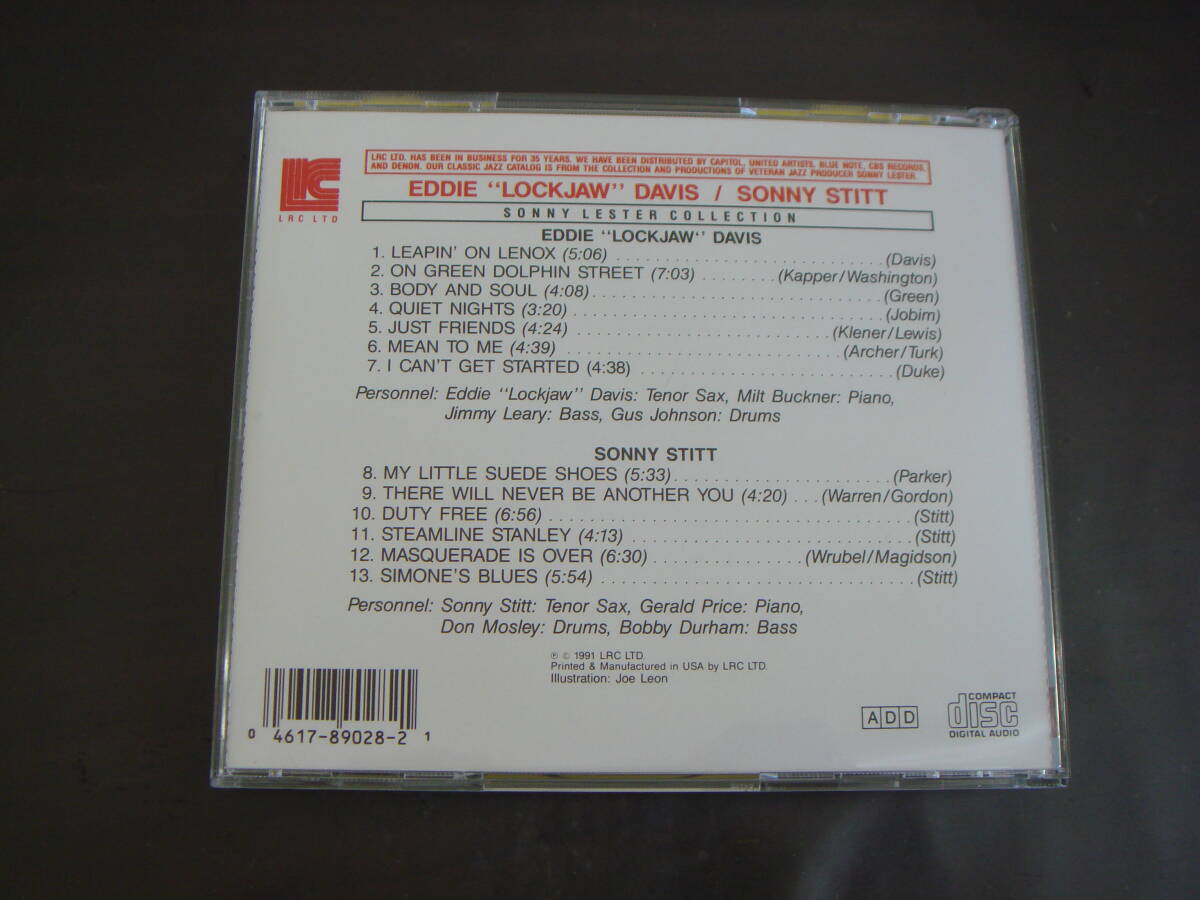 LRC LTD. HAS BEEN IN BUSINESS FOR 35 YEARS. WE HAVE BEEN DISTRIBUTED BY CAPITOL, UNITED ARTISTS, BLUE NOTE, CBS RECORDS,
AND DENON. OUR CLASSIC JAZZ CATALOG IS FROM THE COLLECTION AND PRODUCTIONS OF VETERAN JAZZ PRODUCER SONNY LESTER.
LRC LTD
EDDIE "LOCKJAW" DAVIS / SONNY STITT
SONNY LESTER COLLECTION
EDDIE "LOCKJAW" DAVIS
1. LEAPIN' ON LENOX (5:06) . . . . . . . . . . . . . . . . . . . . . . . . . (Davis)
2. ON GREEN DOLPHIN STREET (7:03) . . . . . . . . (Kapper/Washington)
3. BODY AND SOUL (4:08) . . . . . . . . . . . . . . . . . . . . . . . . . . (Green)
4. QUIET NIGHTS (3:20) . . . . . . . . . . . . . . . . . . . . . . . . . . . . (Jobim)
5. JUST FRIENDS (4:24) . . . . . . . . . . . . . . . . . . . . . . . (Klener/Lewis)
6. MEAN TO ME (4:39) . . . . . . . . . . . . . . . . . . . . . . . . (Archer/Turk)
7. I CAN'T GET STARTED (4:38) . . . . . . . . . . . . . . . . . . . . . . (Duke)
Personnel: Eddie "Lockjaw" Davis: Tenor Sax, Milt Buckner: Piano,
Jimmy Leary: Bass, Gus Johnson: Drums
SONNY STITT
8. MY LITTLE SUEDE SHOES (5:33) . . . . . . . . . . . . . . . . . . . (Parker)
9. THERE WILL NEVER BE ANOTHER YOU (4:20) . . . (Warren/Gordon)
10. DUTY FREE (6:56) . . . . . . . . . . . . . . . . . . . . . . . . . . . . . . . (Stitt)
11. STEAMLINE STANLEY (4:13) . . . . . . . . . . . . . . . . . . . . . . . . (Stitt)
12. MASQUERADE IS OVER (6:30) . . . . . . . . . . . . . (Wrubel/Magidson)
13. SIMONE'S BLUES (5:54) . . . . . . . . . . . . . . . . . . . . . . . . . . . (Stitt)
Personnel: Sonny Stitt: Tenor Sax, Gerald Price: Piano,
Don Mosley: Drums, Bobby Durham: Bass
℗ © 1991 LRC LTD.
Printed & Manufactured in USA by LRC LTD.
Illustration: Joe Leon
0 4617-89028-2 1
ADD
COMPACT
disc
DIGITAL AUDIO